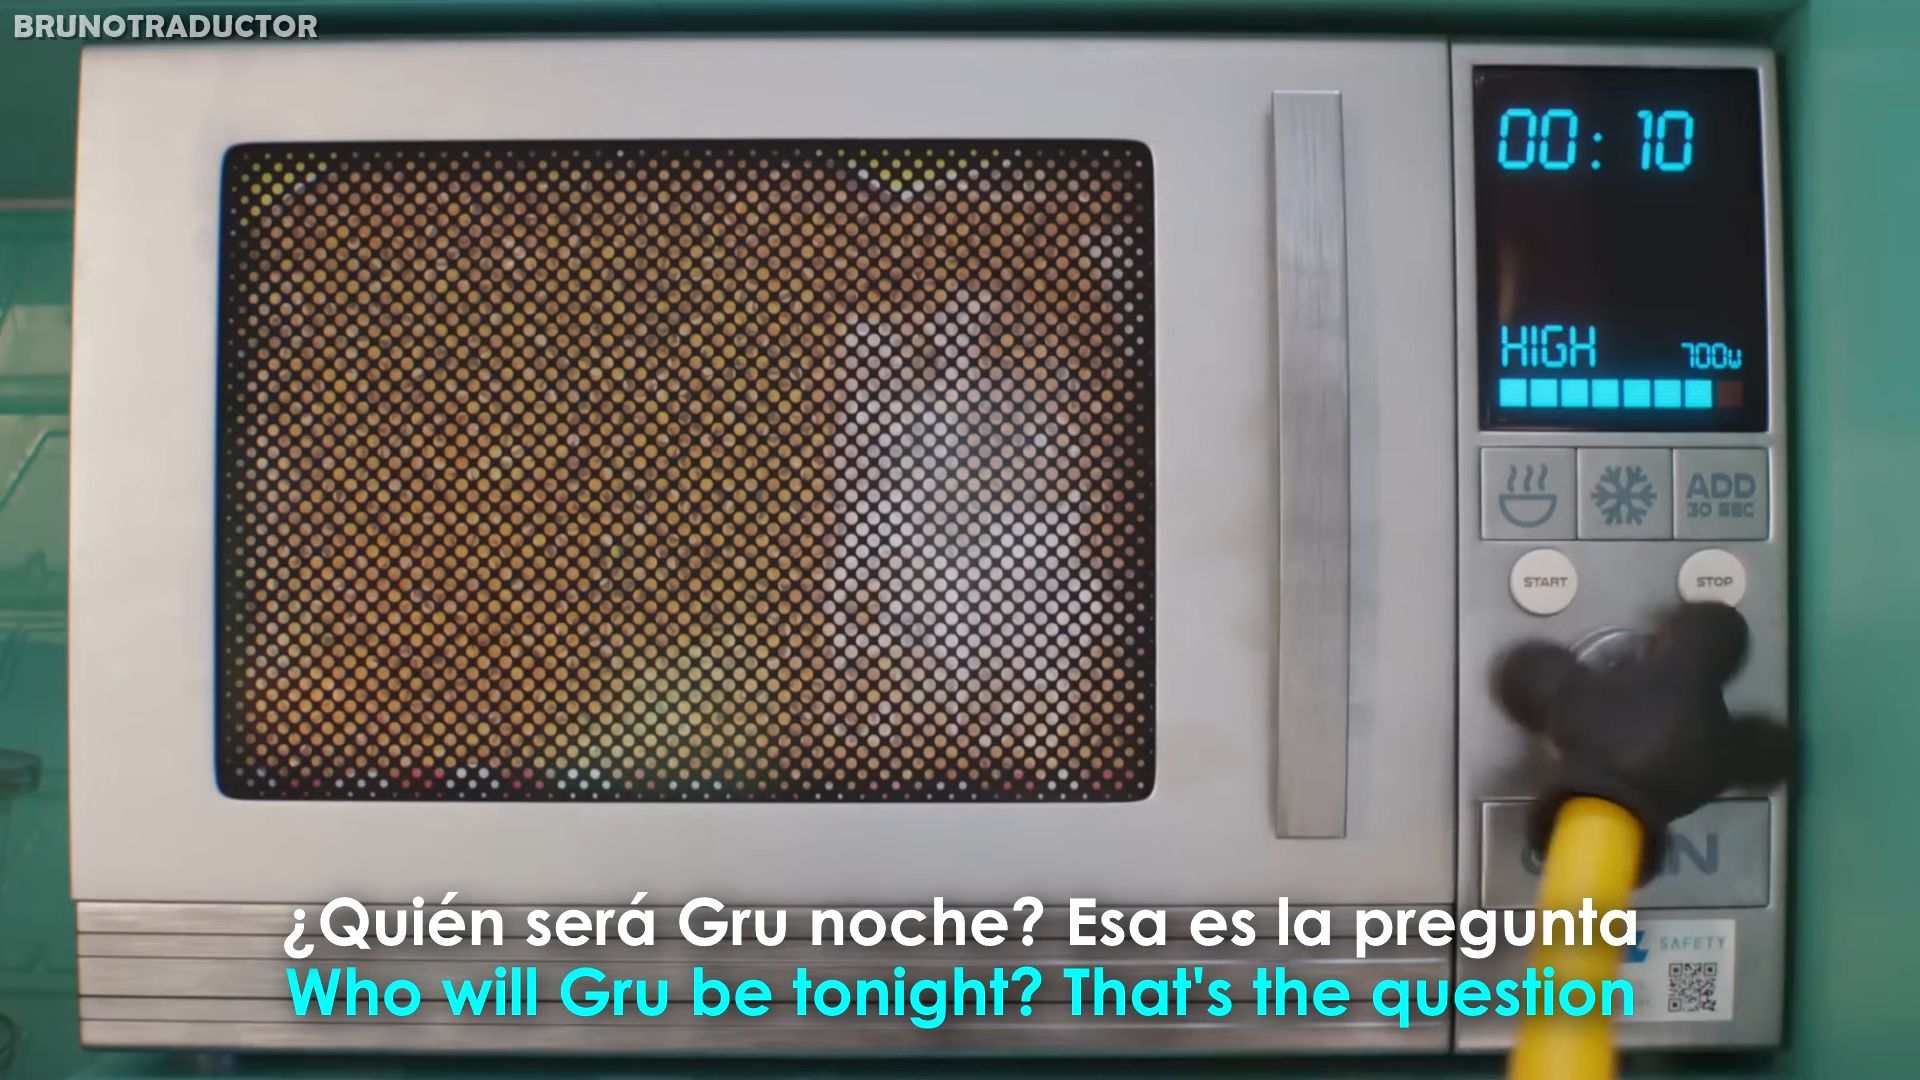 BRUNOTRADUCTOR
00: 10
HIGH
700W
ADD
30 SEC
START
STOP
¿Quién será Gru noche? Esa es la pregunta
SAFETY
Who will Gru be tonight? That's the question